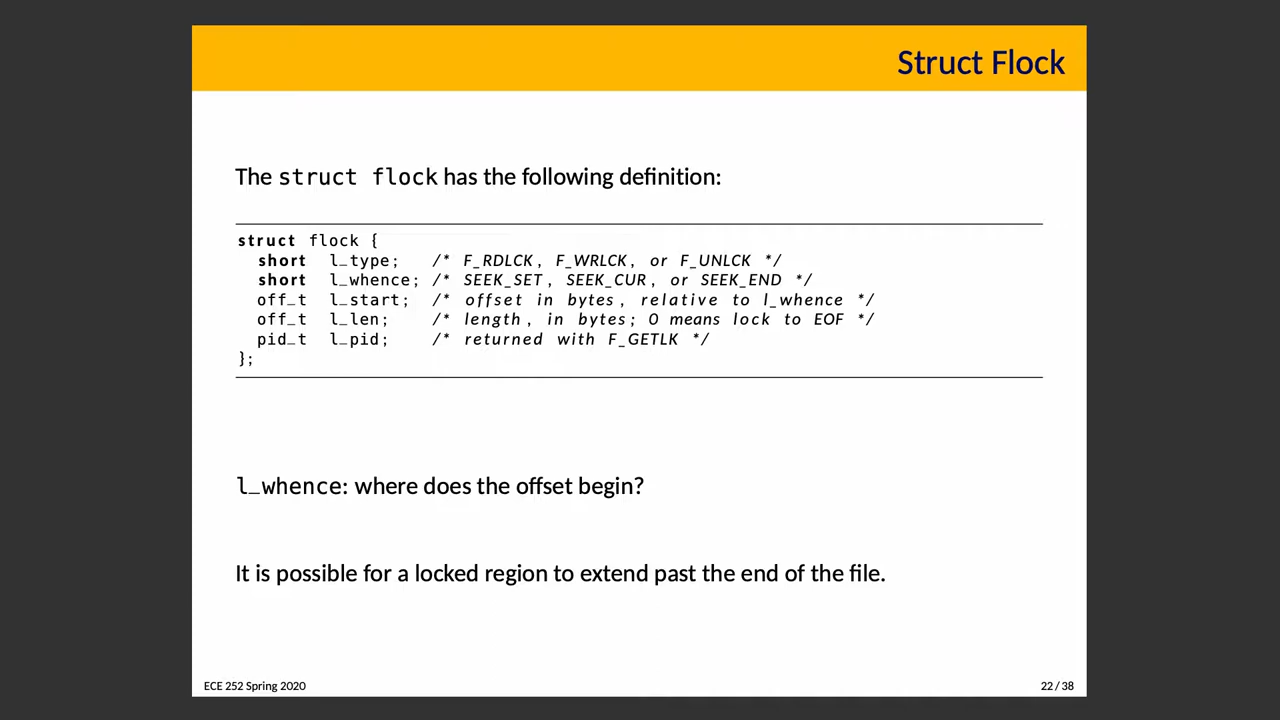 Struct Flock
The struct flock has the following definition:
struct flock {
short l_type; /* F_RDLCK, F_WRLCK, or F_UNLCK */
short l_whence; /* SEEK_SET, SEEK_CUR, or SEEK_END */
off_t l_start; /* offset in bytes, relative to l_whence */
off_t l_len; /* length, in bytes; 0 means lock to EOF */
pid_t l_pid; /* returned with F_GETLK */
};
l_whence: where does the offset begin?
It is possible for a locked region to extend past the end of the file.
ECE 252 Spring 2020
22 / 38